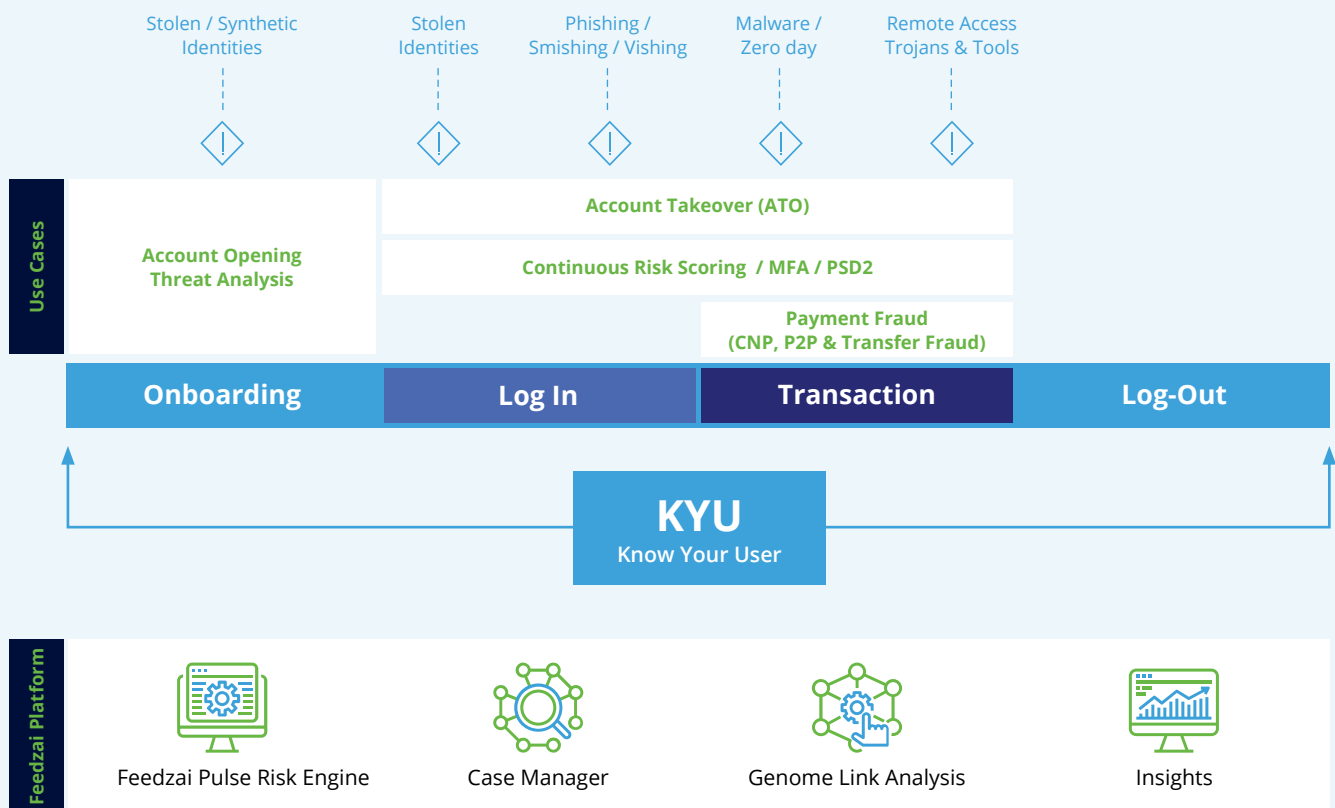 Stolen / Synthetic
Identities
Stolen
Identities
Phishing /
Smishing / Vishing
Malware /
Zero day
Remote Access
Trojans & Tools
Use Cases
Account Opening
Threat Analysis
Account Takeover (ATO)
Continuous Risk Scoring / MFA / PSD2
Payment Fraud
(CNP, P2P & Transfer Fraud)
Onboarding
Log In
Transaction
Log-Out
KYU
Know Your User
Feedzai Platform
Feedzai Pulse Risk Engine
Case Manager
Genome Link Analysis
Insights